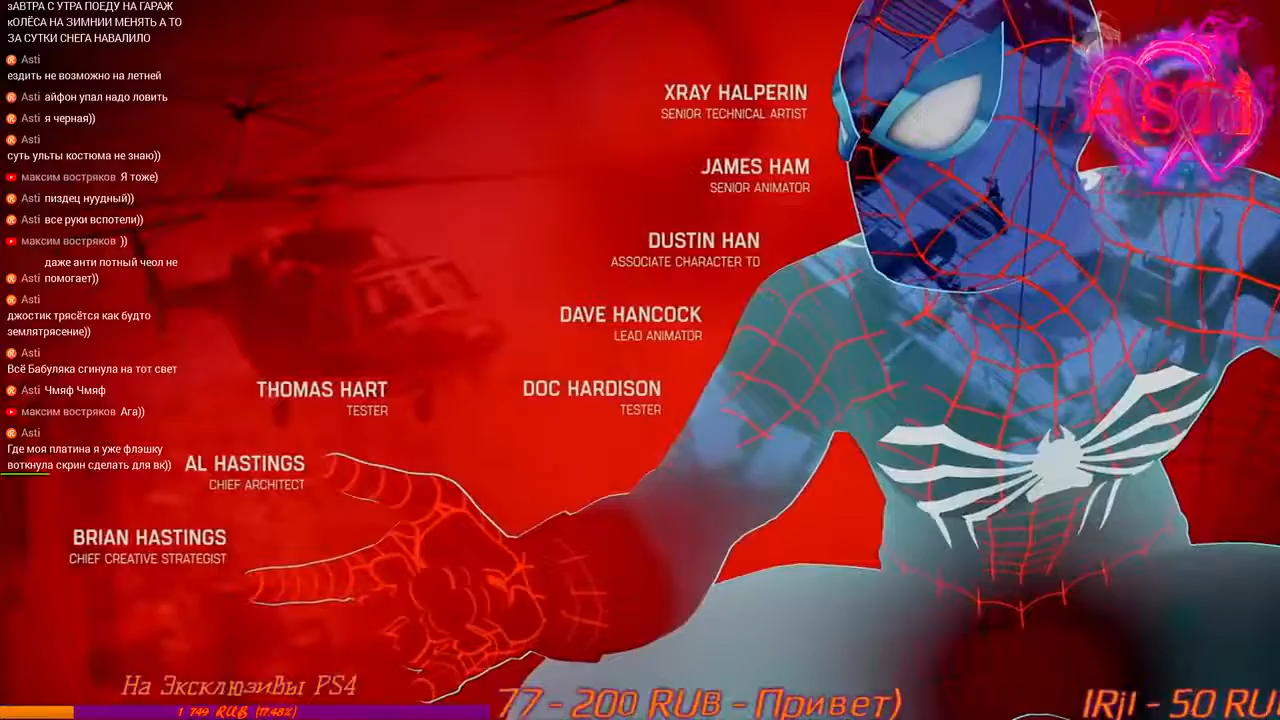 зАВТРА С УТРА ПОЕДУ НА ГАРАЖ
кОЛЁСА НА ЗИМНИИ МЕНЯТЬ А ТО
ЗА СУТКИ СНЕГА НАВАЛИЛО
Asti
ездить не возможно на летней
Asti айфон упал надо ловить
Asti я черная))
Asti
суть ульты костюма не знаю))
максим востряков Я тоже)
Asti пиздец нуудный))
Asti все руки вспотели))
максим востряков ))
даже анти потный чеол не
Asti помогает))
Asti
джостик трясётся как будто
землятрясение))
Asti
Всё Бабуляка сгинула на тот свет
Asti Чмяф Чмяф
максим востряков Ага))
Asti
Где моя платина я уже флэшку
воткнула скрин сделать для вк))
XRAY HALPERIN
SENIOR TECHNICAL ARTIST
JAMES HAM
SENIOR ANIMATOR
DUSTIN HAN
ASSOCIATE CHARACTER TD
DAVE HANCOCK
LEAD ANIMATOR
DOC HARDISON
TESTER
THOMAS HART
TESTER
AL HASTINGS
CHIEF ARCHITECT
BRIAN HASTINGS
CHIEF CREATIVE STRATEGIST
Asti
На ЭксклюзиВы PS4
1 749 RUB (17.48%)
77 - 200 RUB - Привет)
IRil - 50 RU